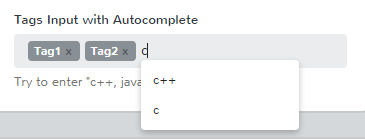 Tags Input with Autocomplete
Tag1 x Tag2 x c
Try to enter "c++, java
c++
c